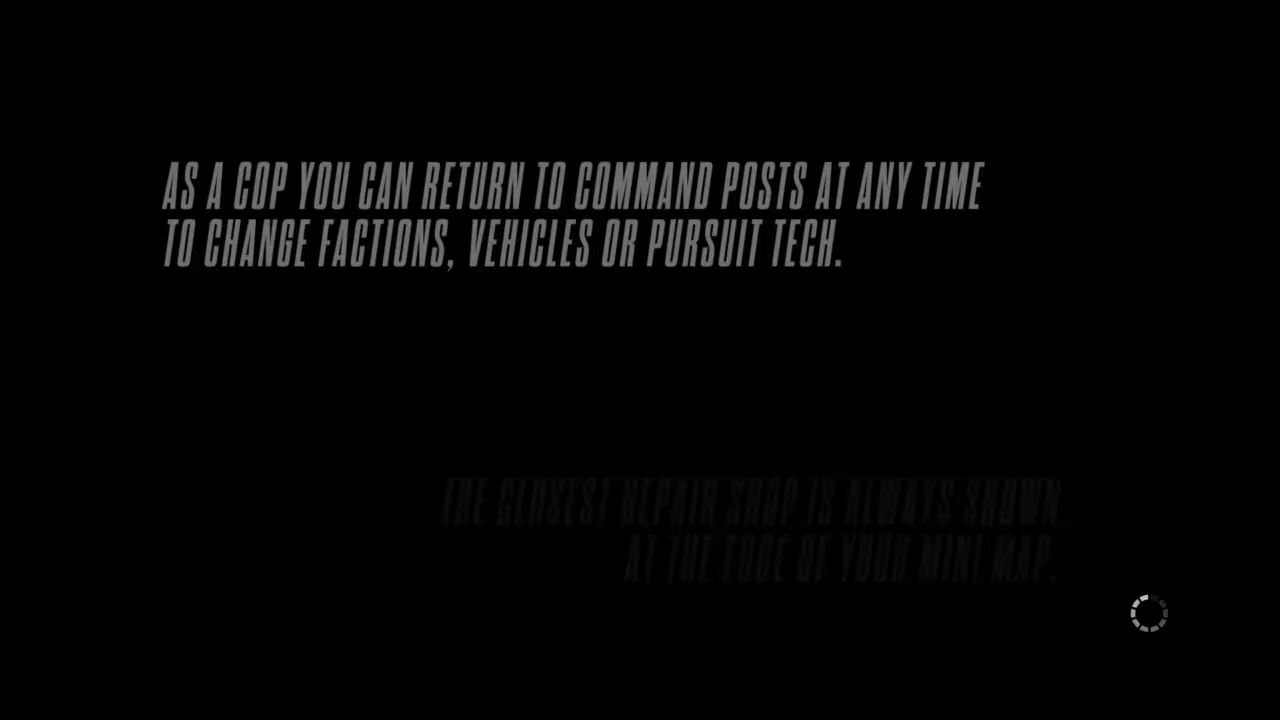 AS A COP YOU CAN RETURN TO COMMAND POSTS AT ANY TIME
TO CHANGE FACTIONS, VEHICLES OR PURSUIT TECH.
THE CLOSEST REPAIR SHOP IS ALWAYS SHOWN
AT THE EDGE OF YOUR MINI MAP.